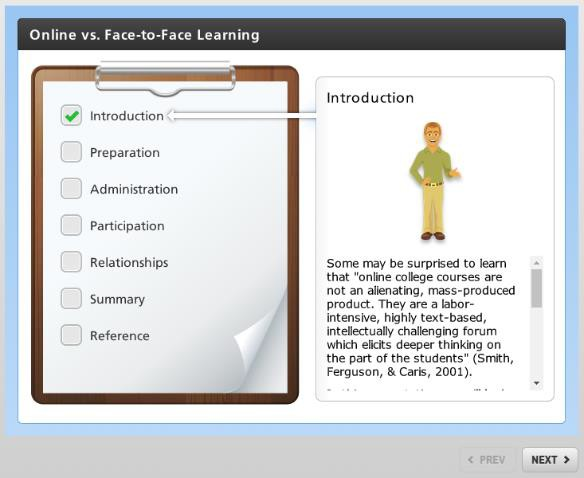 Online vs. Face-to-Face Learning
Introduction
Preparation
Administration
Participation
Relationships
Summary
Reference
Introduction
Some may be surprised to learn
that "online college courses are
not an alienating, mass-produced
product. They are a labor-
intensive, highly text-based,
intellectually challenging forum
which elicits deeper thinking on
the part of the students" (Smith,
Ferguson, & Caris, 2001).
PREV
NEXT